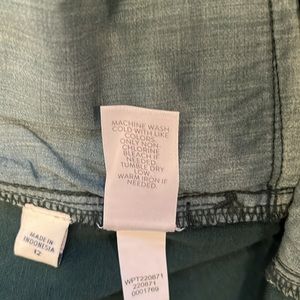 MACHINE WASH
COLD WITH LIKE
COLORS.
ONLY NON-
CHLORINE
BLEACH IF
NEEDED.
TUMBLE DRY
LOW.
WARM IRON IF
NEEDED.
MADE IN
INDONESIA
12
WPT220871
220871
0001769